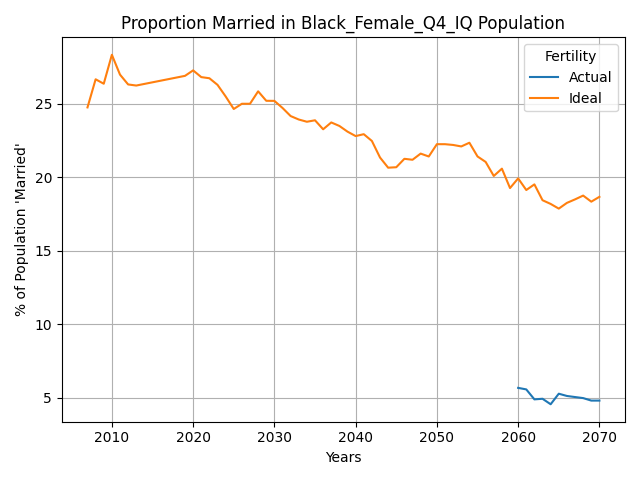 Proportion Married in Black_Female_Q4_IQ Population
Fertility
Actual
Ideal
% of Population 'Married'
25
20
15
10
5
2010 2020 2030 2040 2050 2060 2070
Years